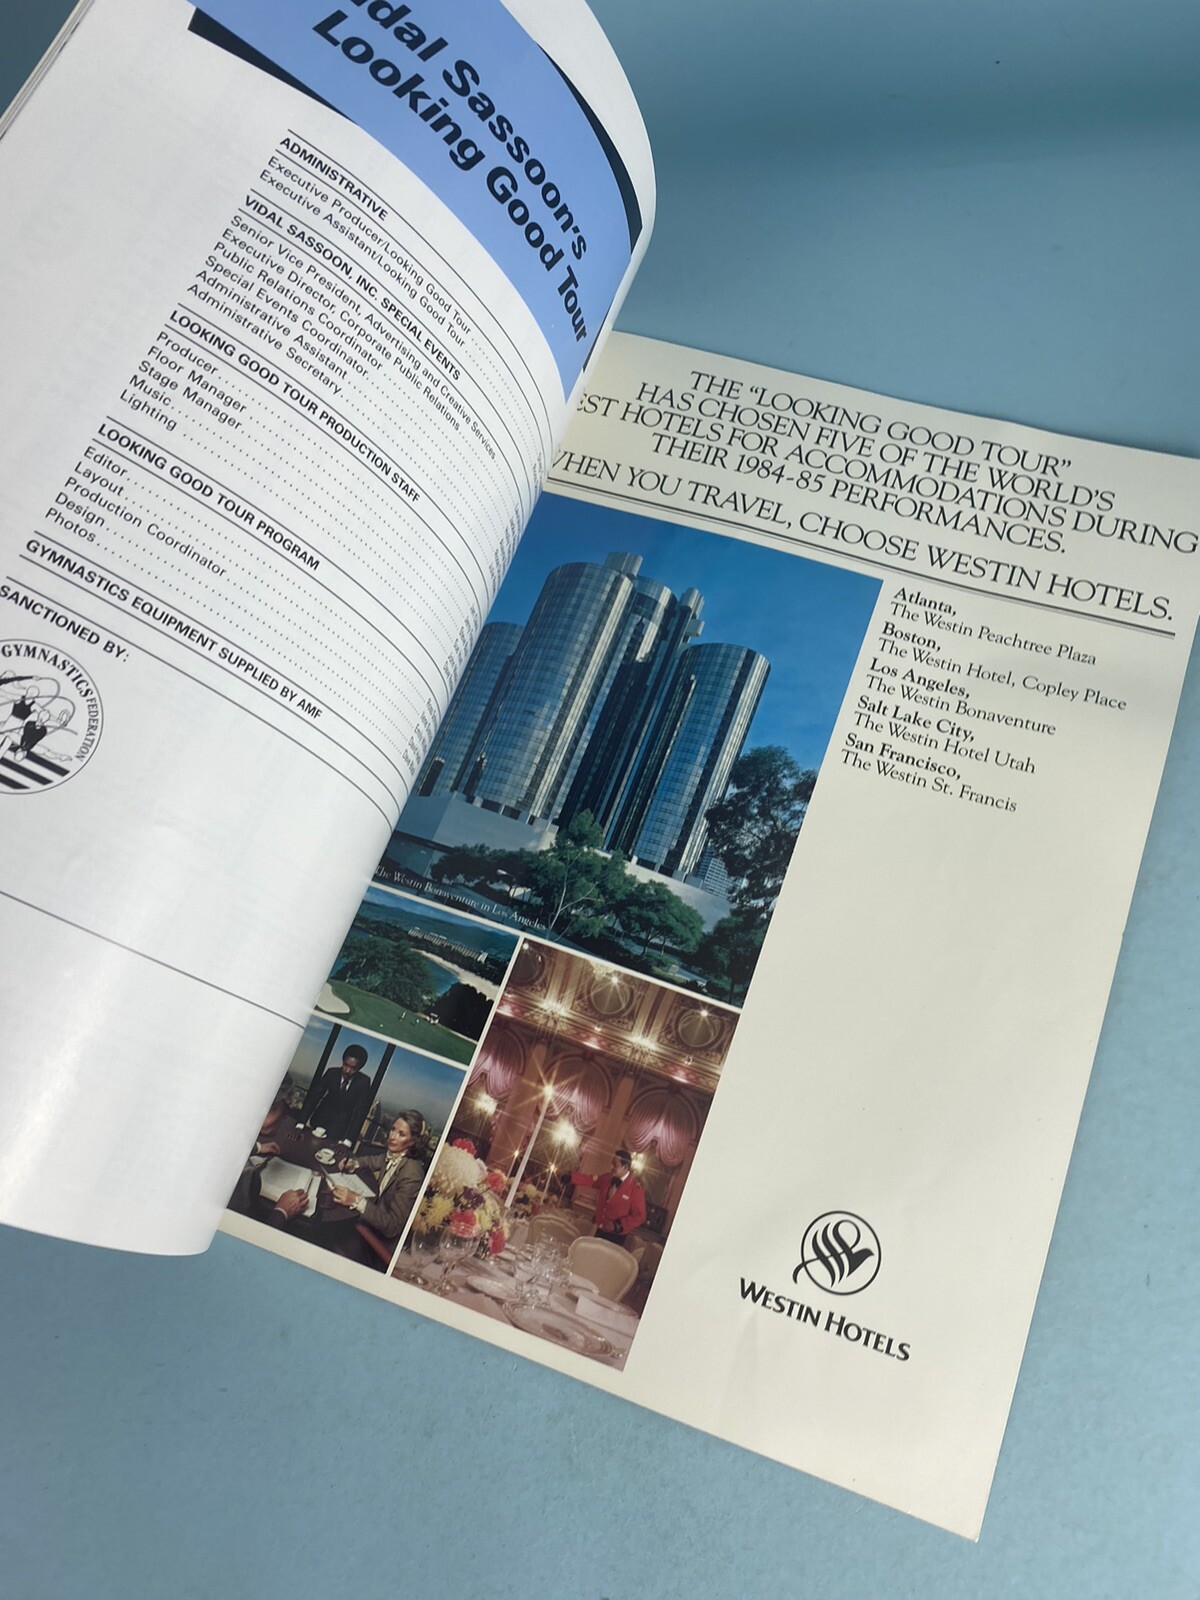 idal Sassoon's
Looking Good Tour
ADMINISTRATIVE
Executive Producer/Looking Good Tour
Executive Assistant/Looking Good Tour
VIDAL SASSOON, INC. SPECIAL EVENTS
Senior Vice President, Advertising and Creative Services
Executive Director, Corporate Public Relations
Public Relations Coordinator
Special Events Coordinator
Administrative Assistant
Administrative Secretary
LOOKING GOOD TOUR PRODUCTION STAFF
Producer
Floor Manager
Stage Manager
Music
Lighting
LOOKING GOOD TOUR PROGRAM
Editor
Layout
Production Coordinator
Design
Photos
GYMNASTICS EQUIPMENT SUPPLIED BY AMF
SANCTIONED BY:
GYMNASTICS FEDERATION
THE "LOOKING GOOD TOUR"
HAS CHOSEN FIVE OF THE WORLD'S
EST HOTELS FOR ACCOMMODATIONS DURING
THEIR 1984-85 PERFORMANCES.
WHEN YOU TRAVEL, CHOOSE WESTIN HOTELS.
Atlanta,
The Westin Peachtree Plaza
Boston,
The Westin Hotel, Copley Place
Los Angeles,
The Westin Bonaventure
Salt Lake City,
The Westin Hotel Utah
San Francisco,
The Westin St. Francis
The Westin Bonaventure in Los Angeles
WESTIN HOTELS